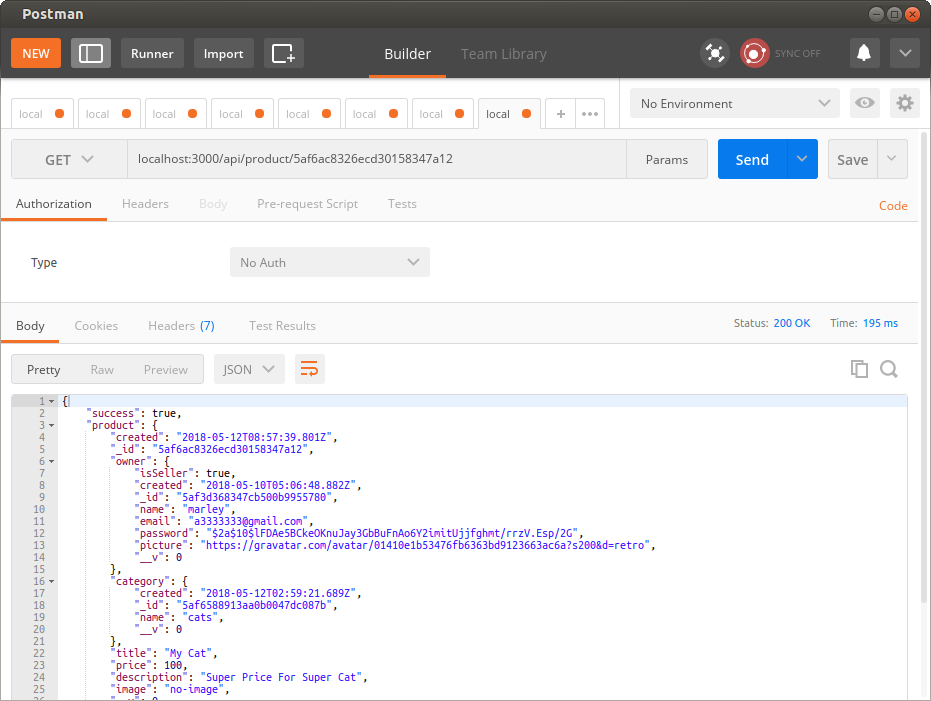 Postman
NEW Runner Import Builder Team Library SYNC OFF
local local local local local local local local + ••• No Environment
GET localhost:3000/api/product/5af6ac8326ecd30158347a12 Params Send Save
Authorization Headers Body Pre-request Script Tests Code
Type No Auth
Body Cookies Headers (7) Test Results Status: 200 OK Time: 195 ms
Pretty Raw Preview JSON
1 {
2 "success": true,
3 "product": {
4 "created": "2018-05-12T08:57:39.801Z",
5 "_id": "5af6ac8326ecd30158347a12",
6 "owner": {
7 "isSeller": true,
8 "created": "2018-05-10T05:06:48.882Z",
9 "_id": "5af3d368347cb500b9955780",
10 "name": "marley",
11 "email": "a3333333@gmail.com",
12 "password": "$2a$10$lFDAe5BCkeOKnuJay3GbBuFnAo6Y2imitUjjfghmt/rrzV.Esp/2G",
13 "picture": "https://gravatar.com/avatar/01410e1b53476fb6363bd9123663ac6a?s200&d=retro",
14 "__v": 0
15 },
16 "category": {
17 "created": "2018-05-12T02:59:21.689Z",
18 "_id": "5af6588913aa0b0047dc087b",
19 "name": "cats",
20 "__v": 0
21 },
22 "title": "My Cat",
23 "price": 100,
24 "description": "Super Price For Super Cat",
25 "image": "no-image",